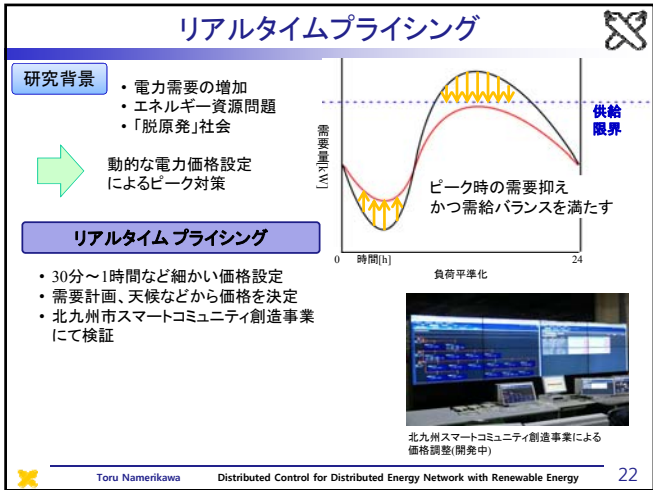 リアルタイムプライシング
研究背景
・電力需要の増加
・エネルギー資源問題
・「脱原発」社会
動的な電力価格設定
によるピーク対策
リアルタイム プライシング
・30分～1時間など細かい価格設定
・需要計画、天候などから価格を決定
・北九州市スマートコミュニティ創造事業
にて検証
需要量[kW]
供給
限界
ピーク時の需要抑え
かつ需給バランスを満たす
0 時間[h] 24
負荷平準化
北九州スマートコミュニティ創造事業による
価格調整(開発中)
Toru Namerikawa Distributed Control for Distributed Energy Network with Renewable Energy 22